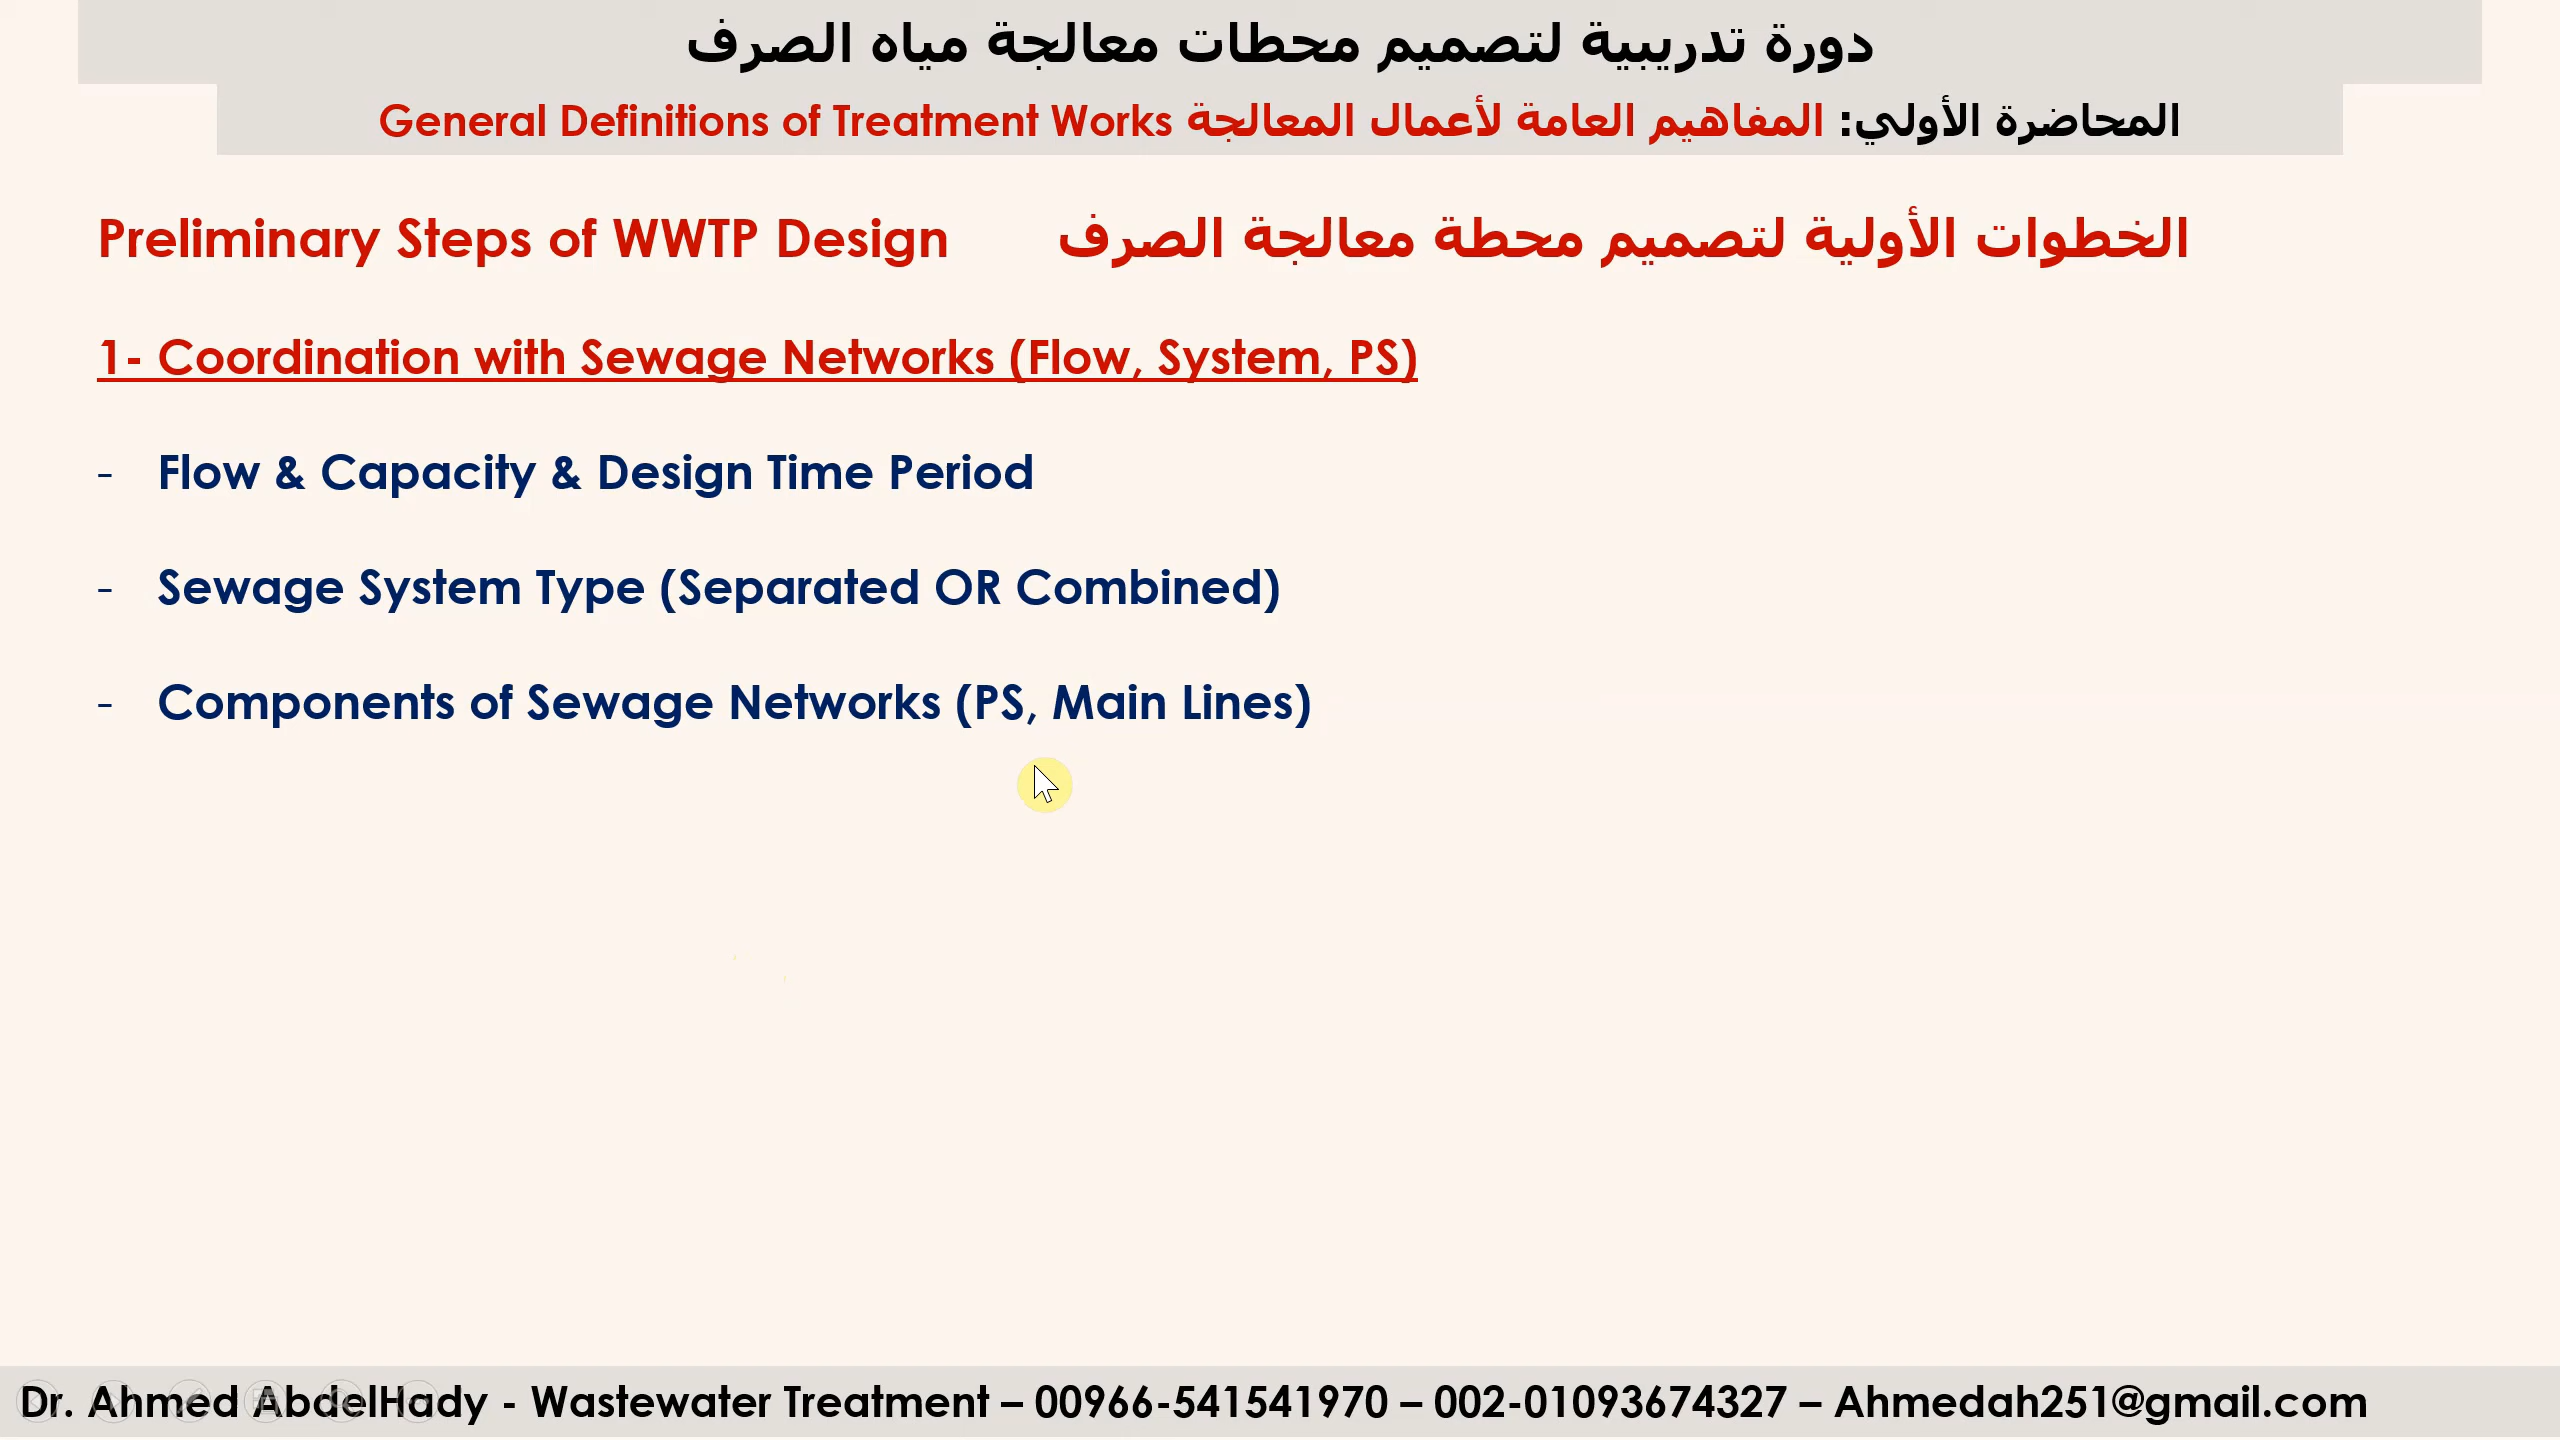 دورة تدريبية لتصميم محطات معالجة مياه الصرف
المحاضرة الأولي: المفاهيم العامة لأعمال المعالجة General Definitions of Treatment Works
Preliminary Steps of WWTP Design الخطوات الأولية لتصميم محطة معالجة الصرف
1- Coordination with Sewage Networks (Flow, System, PS)
- Flow & Capacity & Design Time Period
- Sewage System Type (Separated OR Combined)
- Components of Sewage Networks (PS, Main Lines)
Dr. Ahmed AbdelHady - Wastewater Treatment – 00966-541541970 – 002-01093674327 – Ahmedah251@gmail.com